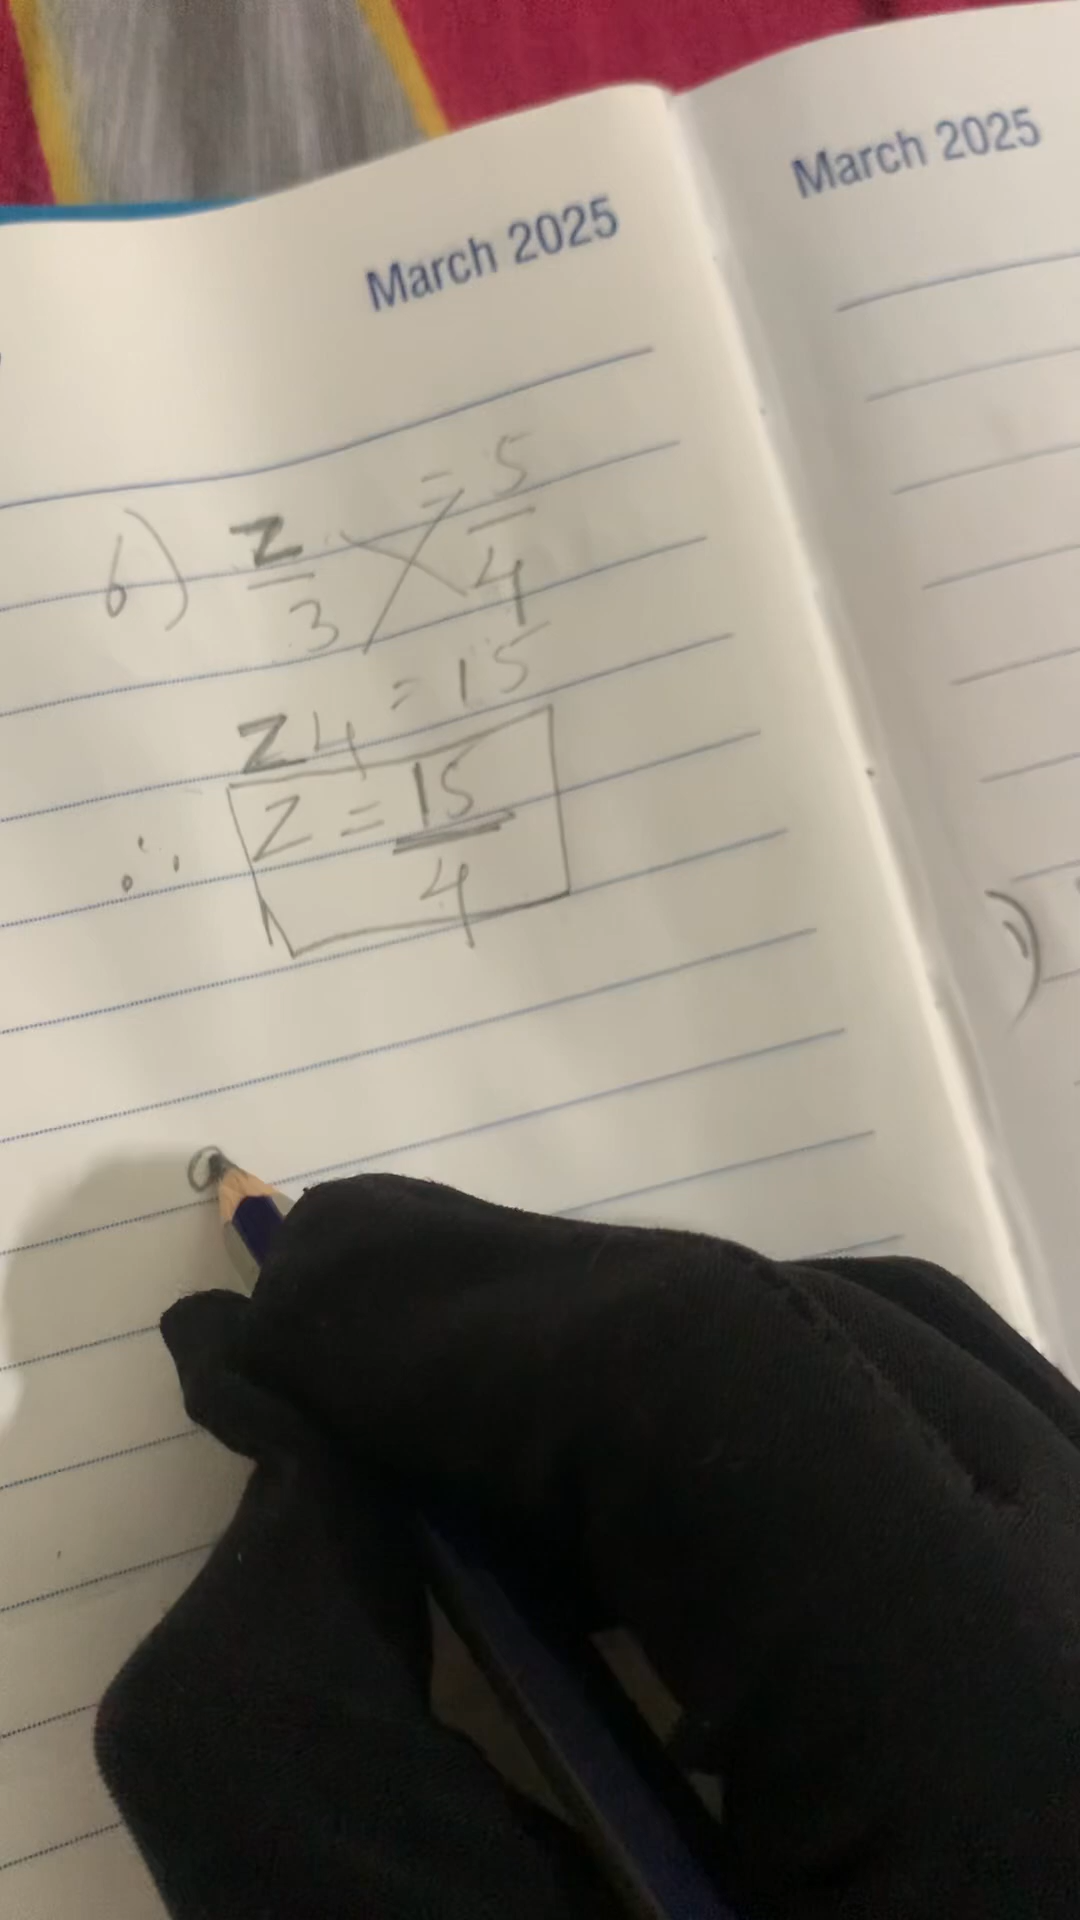 March 2025
March 2025
6) z/3 = 5/4
z4 = 15
∴ z = 15/4